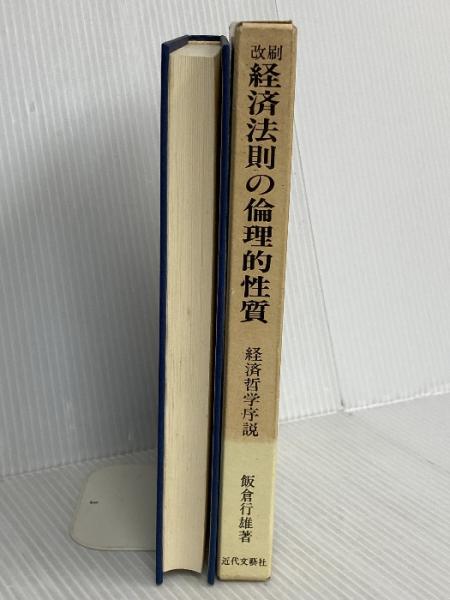 改刷
経済法則の倫理的性質
経済哲学序説
飯倉行雄著
近代文藝社